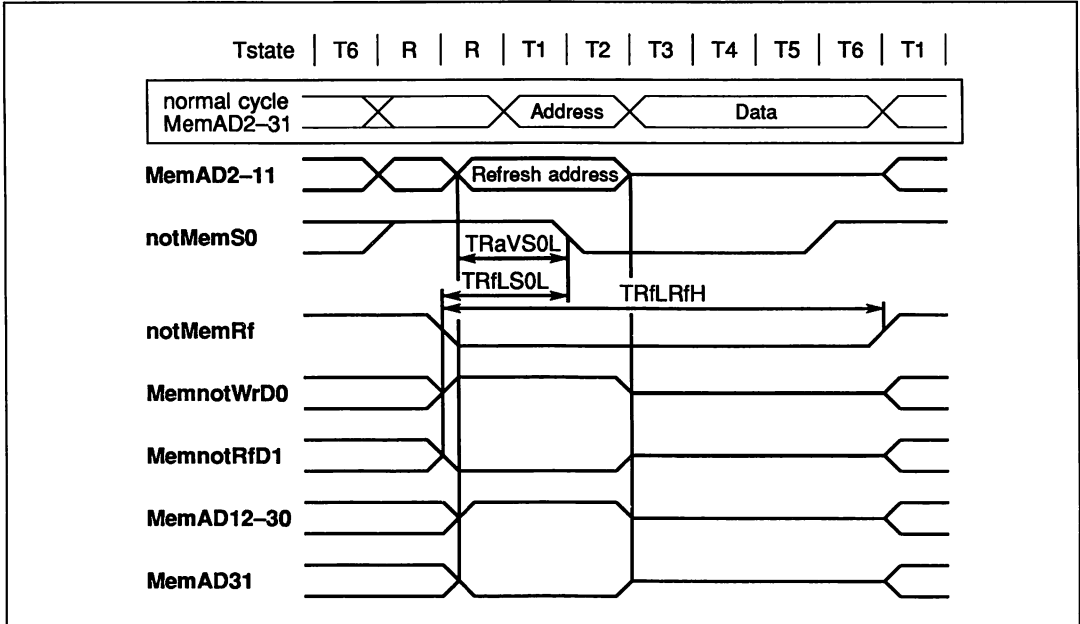 Tstate | T6 | R | R | T1 | T2 | T3 | T4 | T5 | T6 | T1 |
normal cycle
MemAD2–31
Address
Data
MemAD2–11
Refresh address
notMemS0
TRaVS0L
TRfLS0L
TRfLRfH
notMemRf
MemnotWrD0
MemnotRfD1
MemAD12–30
MemAD31